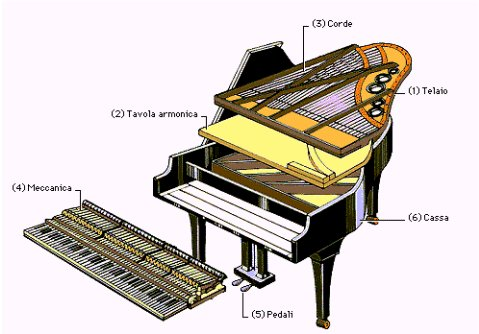 (3) Corde
(1) Telaio
(2) Tavola armonica
(4) Meccanica
(6) Cassa
(5) Pedali